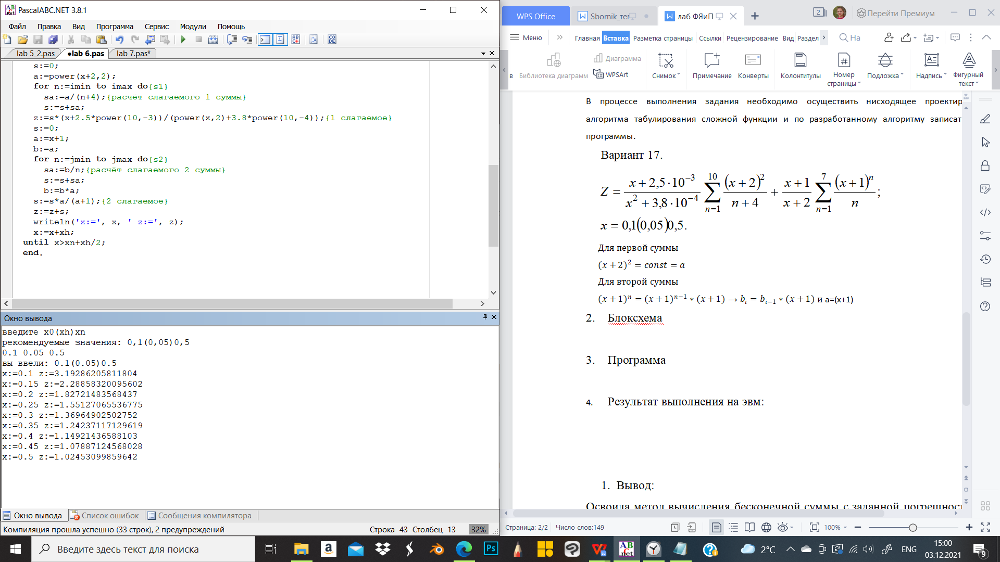 PascalABC.NET 3.8.1
Файл Правка Вид Программа Сервис Модули Помощь
lab 5_2.pas •lab 6.pas lab 7.pas*
s:=0;
a:=power(x+2,2);
for n:=imin to imax do{s1}
sa:=a/(n+4);{расчёт слагаемого 1 суммы}
s:=s+sa;
z:=s*(x+2.5*power(10,-3))/(power(x,2)+3.8*power(10,-4));{1 слагаемое}
s:=0;
a:=x+1;
b:=a;
for n:=jmin to jmax do{s2}
sa:=b/n;{расчёт слагаемого 2 суммы}
s:=s+sa;
b:=b*a;
s:=s*a/(a+1);{2 слагаемое}
z:=z+s;
writeln('x:=', x, ' z:=', z);
x:=x+xh;
until x>xn+xh/2;
end.
Окно вывода
введите x0(xh)xn
рекомендуемые значения: 0,1(0,05)0,5
0.1 0.05 0.5
вы ввели: 0.1(0.05)0.5
x:=0.1 z:=3.19286205811804
x:=0.15 z:=2.28858320095602
x:=0.2 z:=1.82721483568437
x:=0.25 z:=1.55127065536775
x:=0.3 z:=1.36964902502752
x:=0.35 z:=1.24237117129619
x:=0.4 z:=1.14921436588103
x:=0.45 z:=1.07887124568028
x:=0.5 z:=1.02453099859642
Окно вывода Список ошибок Сообщения компилятора
Компиляция прошла успешно (33 строк), 2 предупреждений Строка 43 Столбец 13 32%
WPS Office Sbornik_те лаб ФЯиП 2 Перейти Премиум
Меню Главная Вставка Разметка страницы Ссылки Рецензирование Вид Раздел На
в Библиотека диаграмм Диаграмма WPSArt Снимок Примечание Конверты Колонтитулы Номер страницы Подложка Надпись Фигурный текст
В процессе выполнения задания необходимо осуществить нисходящее проектир
алгоритма табулирования сложной функции и по разработанному алгоритму записат
программы.
Вариант 17.
Z = \frac{x+2,5·10^{-3}}{x^2+3,8·10^{-4}} \sum_{n=1}^{10} \frac{(x+2)^2}{n+4} + \frac{x+1}{x+2} \sum_{n=1}^{7} \frac{(x+1)^n}{n};
x = 0,1(0,05)0,5.
Для первой суммы
(x + 2)² = const = a
Для второй суммы
(x + 1)ⁿ = (x + 1)ⁿ⁻¹ ∗ (x + 1) → bᵢ = bᵢ₋₁ ∗ (x + 1) и a=(x+1)
2. Блоксхема
3. Программа
4. Результат выполнения на эвм:
1. Вывод:
Освоила метод вычисления бесконечной суммы с заданной погрешност
Страница: 2/2 Число слов:149 100%
Введите здесь текст для поиска
2°C ENG 15:00 03.12.2021 9